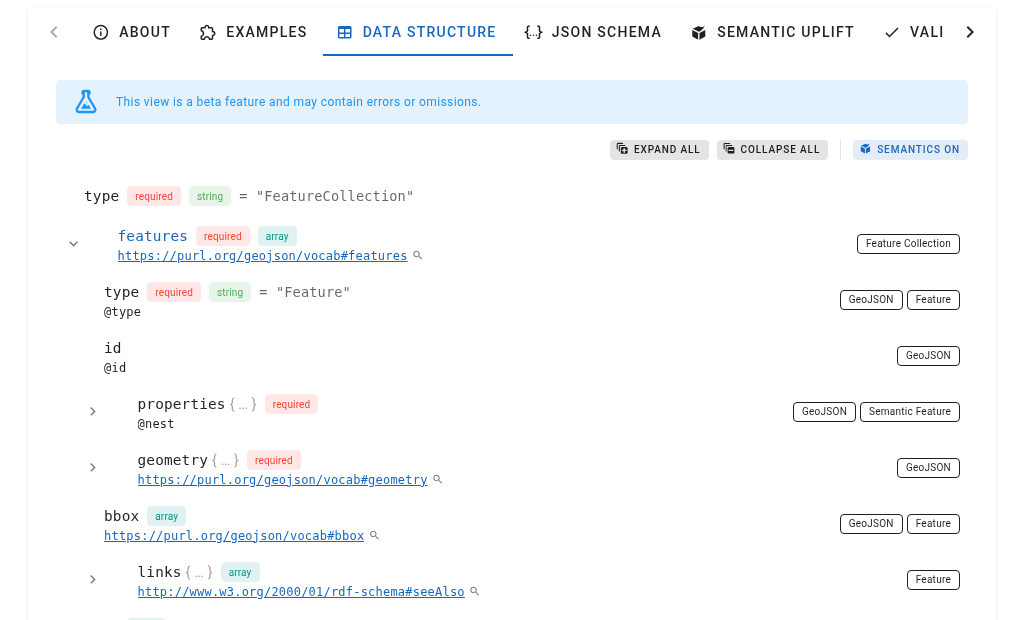 ABOUT EXAMPLES DATA STRUCTURE {..} JSON SCHEMA SEMANTIC UPLIFT VALI
This view is a beta feature and may contain errors or omissions.
EXPAND ALL COLLAPSE ALL SEMANTICS ON
type required string = "FeatureCollection"
features required array
https://purl.org/geojson/vocab#features
Feature Collection
type required string = "Feature"
@type
GeoJSON Feature
id
@id
GeoJSON
properties {…} required
@nest
GeoJSON Semantic Feature
geometry {…} required
https://purl.org/geojson/vocab#geometry
GeoJSON
bbox array
https://purl.org/geojson/vocab#bbox
GeoJSON Feature
links {…} array
http://www.w3.org/2000/01/rdf-schema#seeAlso
Feature